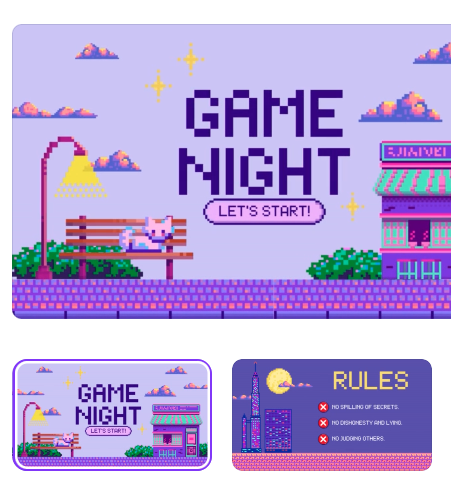 GAME
NIGHT
LET'S START!
GAME
NIGHT
LET'S START!
RULES
NO SPILLING OF SECRETS.
NO DISHONESTY AND LYING.
NO JUDGING OTHERS.